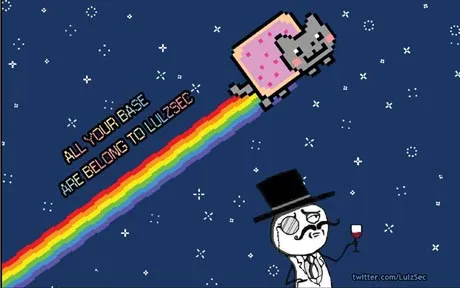 ALL YOUR BASE
ARE BELONG TO LULZSEC
twitter.com/LulzSec